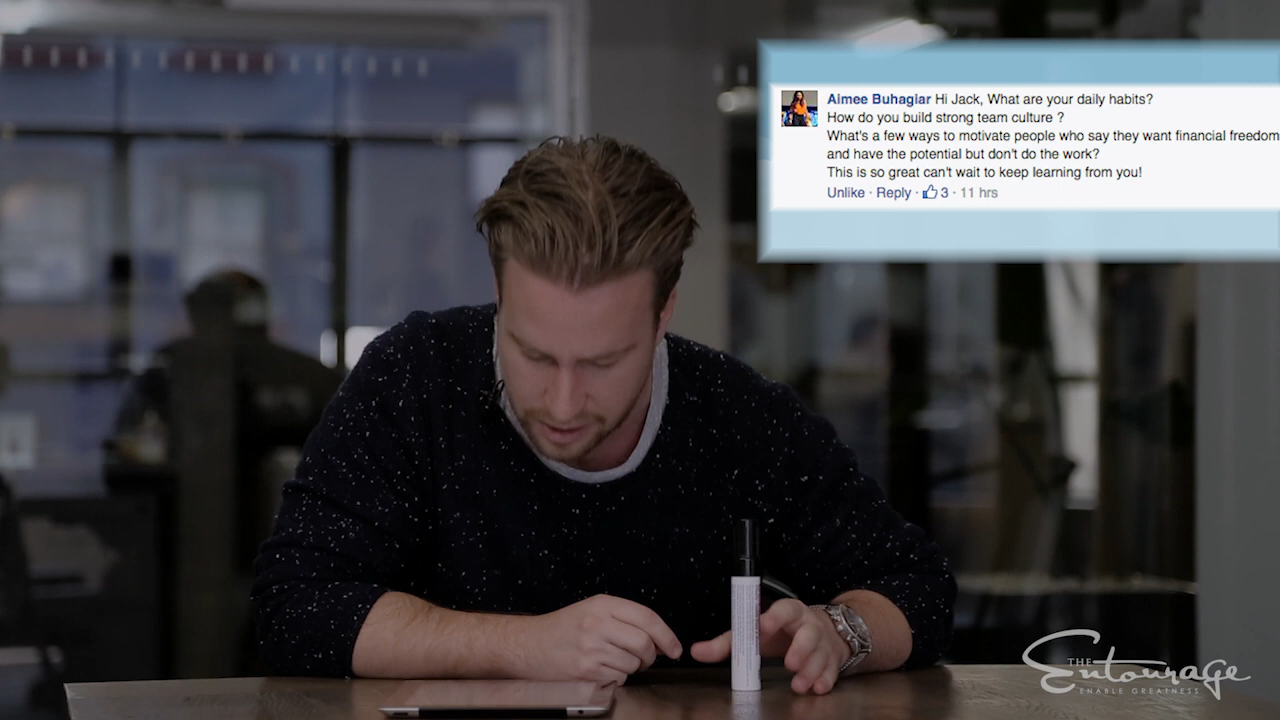 Aimee Buhagiar Hi Jack, What are your daily habits?
How do you build strong team culture ?
What's a few ways to motivate people who say they want financial freedom
and have the potential but don't do the work?
This is so great can't wait to keep learning from you!
Unlike · Reply · 3 · 11 hrs
THE Entourage
ENABLE GREATNESS